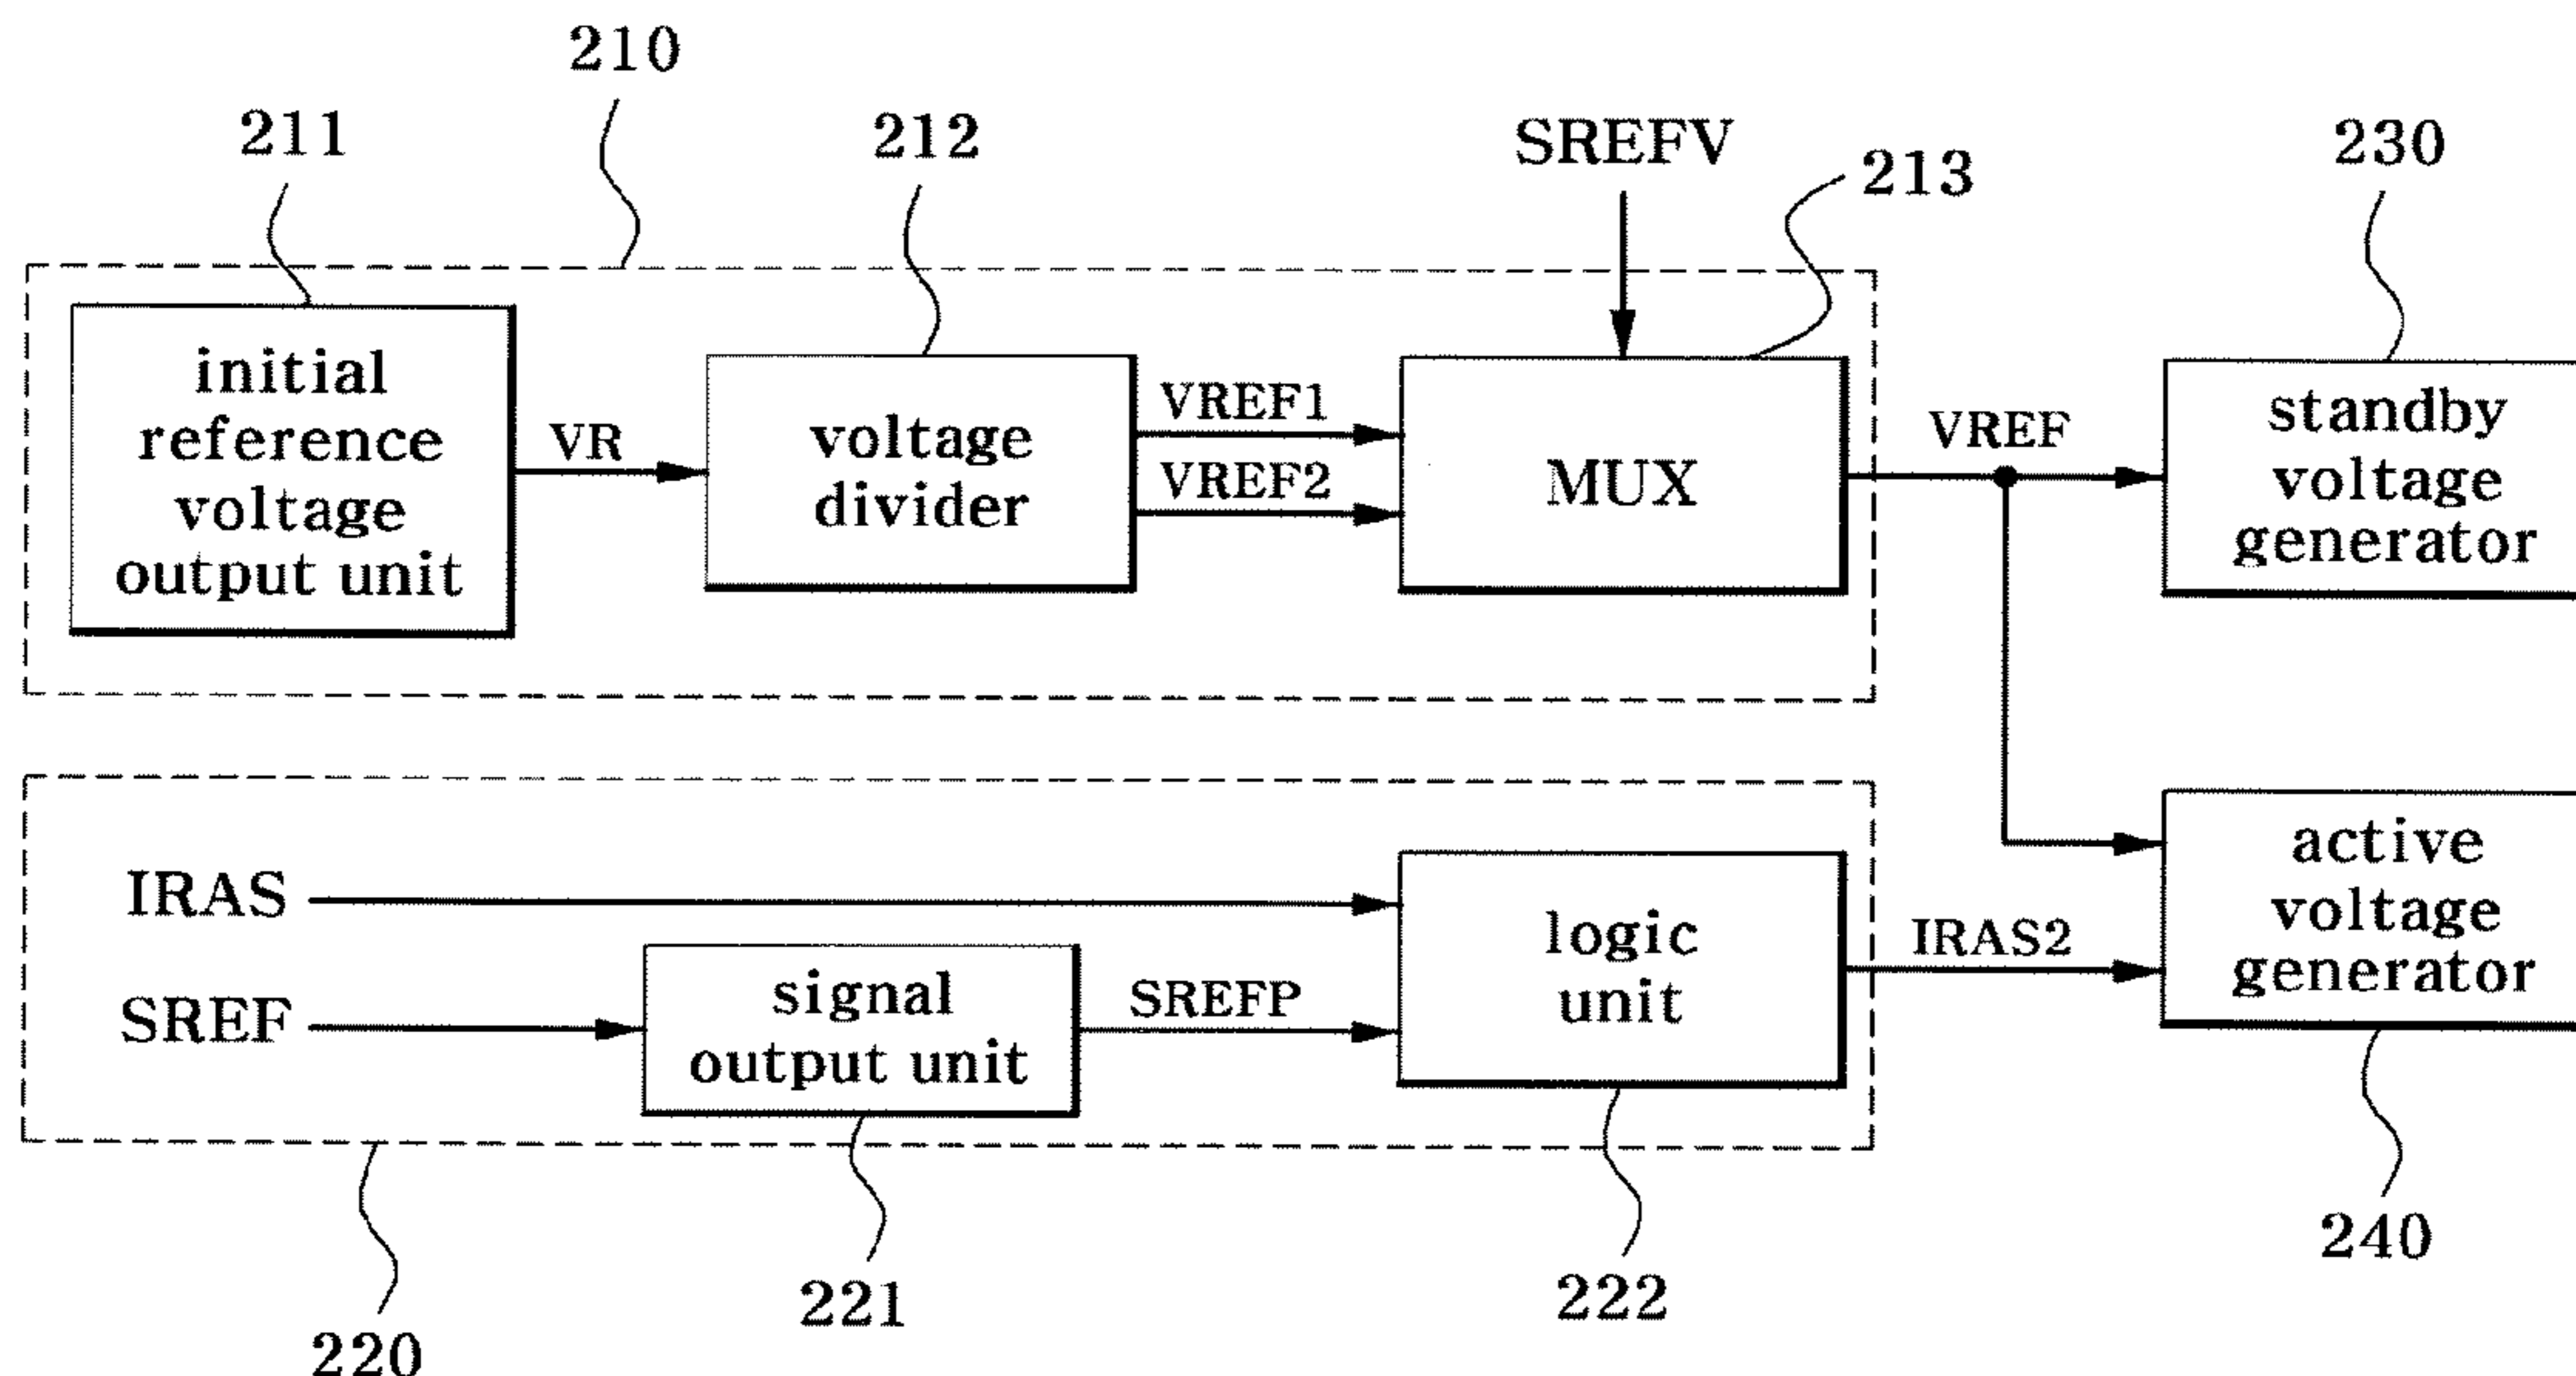 210
211
212
SREFV
213
230
initial
reference
voltage
output unit
VR
voltage
divider
VREF1
VREF2
MUX
VREF
standby
voltage
generator
IRAS
SREF
signal
output unit
SREFP
logic
unit
IRAS2
active
voltage
generator
220
221
222
240